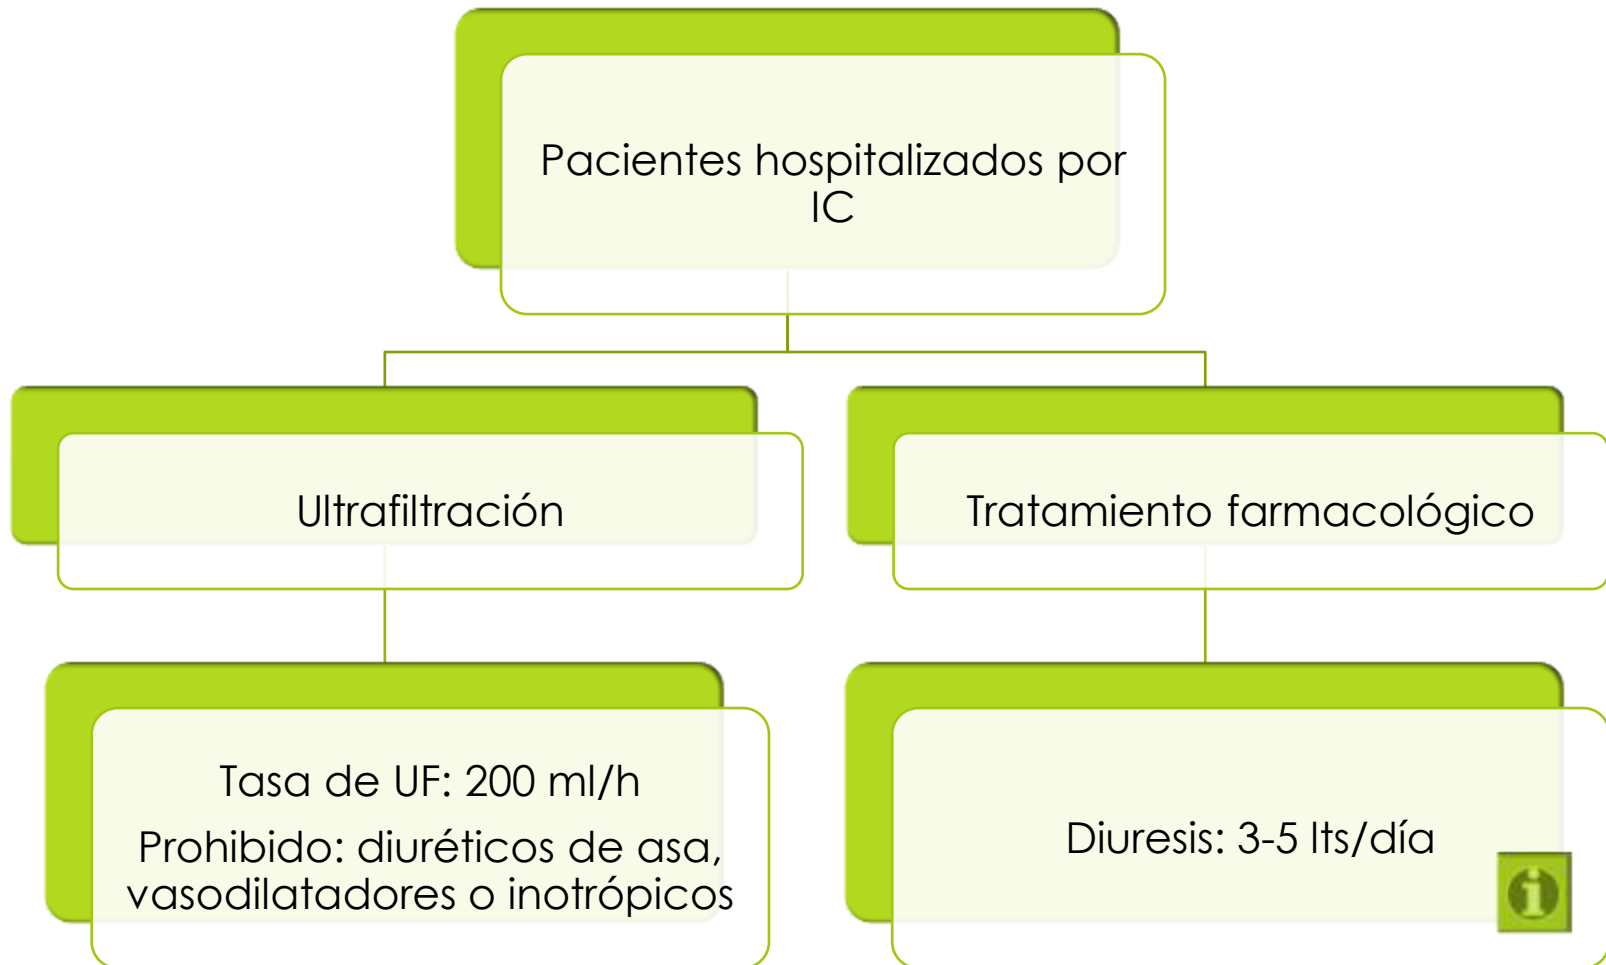 Pacientes hospitalizados por
IC
Ultrafiltración
Tratamiento farmacológico
Tasa de UF: 200 ml/h
Prohibido: diuréticos de asa,
vasodilatadores o inotrópicos
Diuresis: 3-5 lts/día